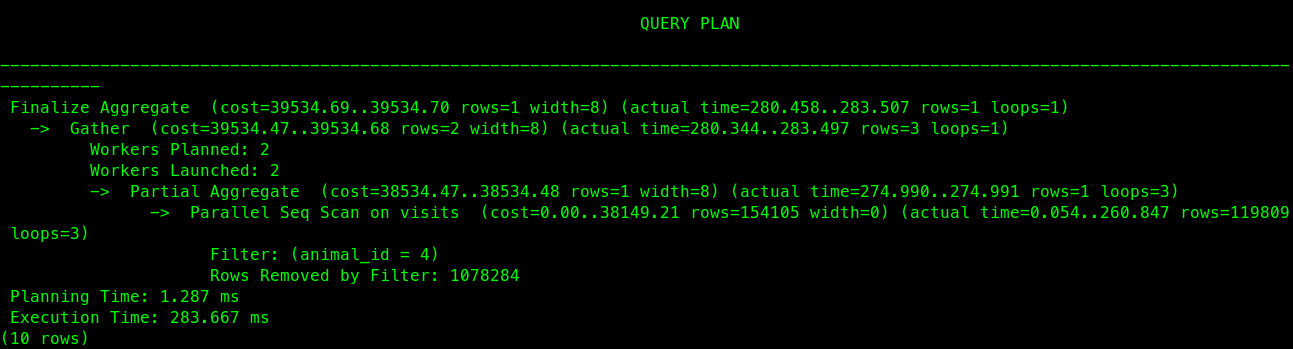 QUERY PLAN
---------------------------------------------------------------------------------------------------------------------------------
----------
Finalize Aggregate  (cost=39534.69..39534.70 rows=1 width=8) (actual time=280.458..283.507 rows=1 loops=1)
->  Gather  (cost=39534.47..39534.68 rows=2 width=8) (actual time=280.344..283.497 rows=3 loops=1)
Workers Planned: 2
Workers Launched: 2
->  Partial Aggregate  (cost=38534.47..38534.48 rows=1 width=8) (actual time=274.990..274.991 rows=1 loops=3)
->  Parallel Seq Scan on visits  (cost=0.00..38149.21 rows=154105 width=0) (actual time=0.054..260.847 rows=119809
loops=3)
Filter: (animal_id = 4)
Rows Removed by Filter: 1078284
Planning Time: 1.287 ms
Execution Time: 283.667 ms
(10 rows)